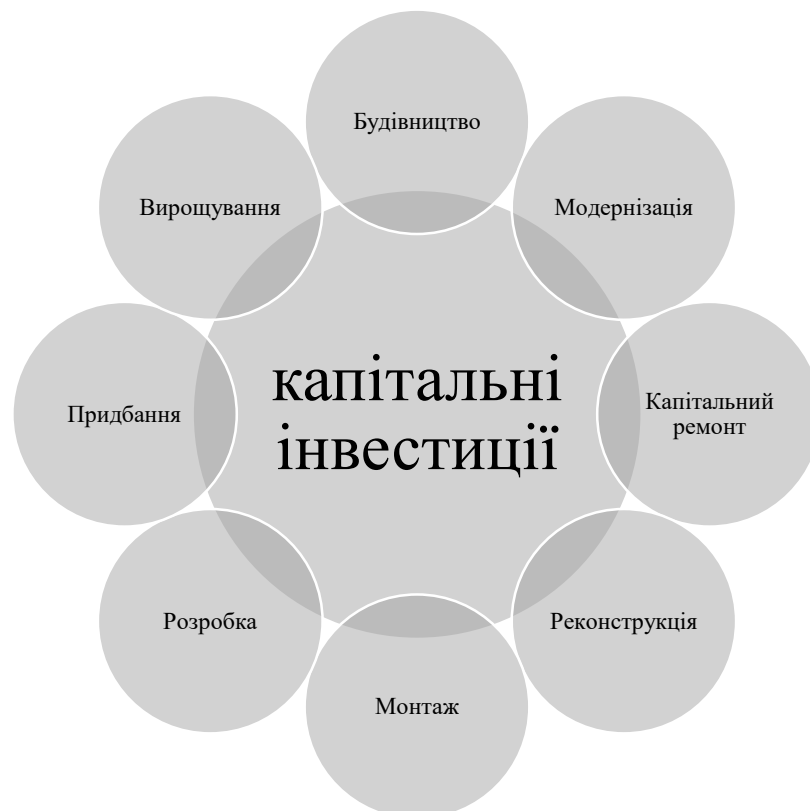 Будівництво
Модернізація
Капітальний
ремонт
Реконструкція
Монтаж
Розробка
Придбання
Вирощування
капітальні
інвестиції